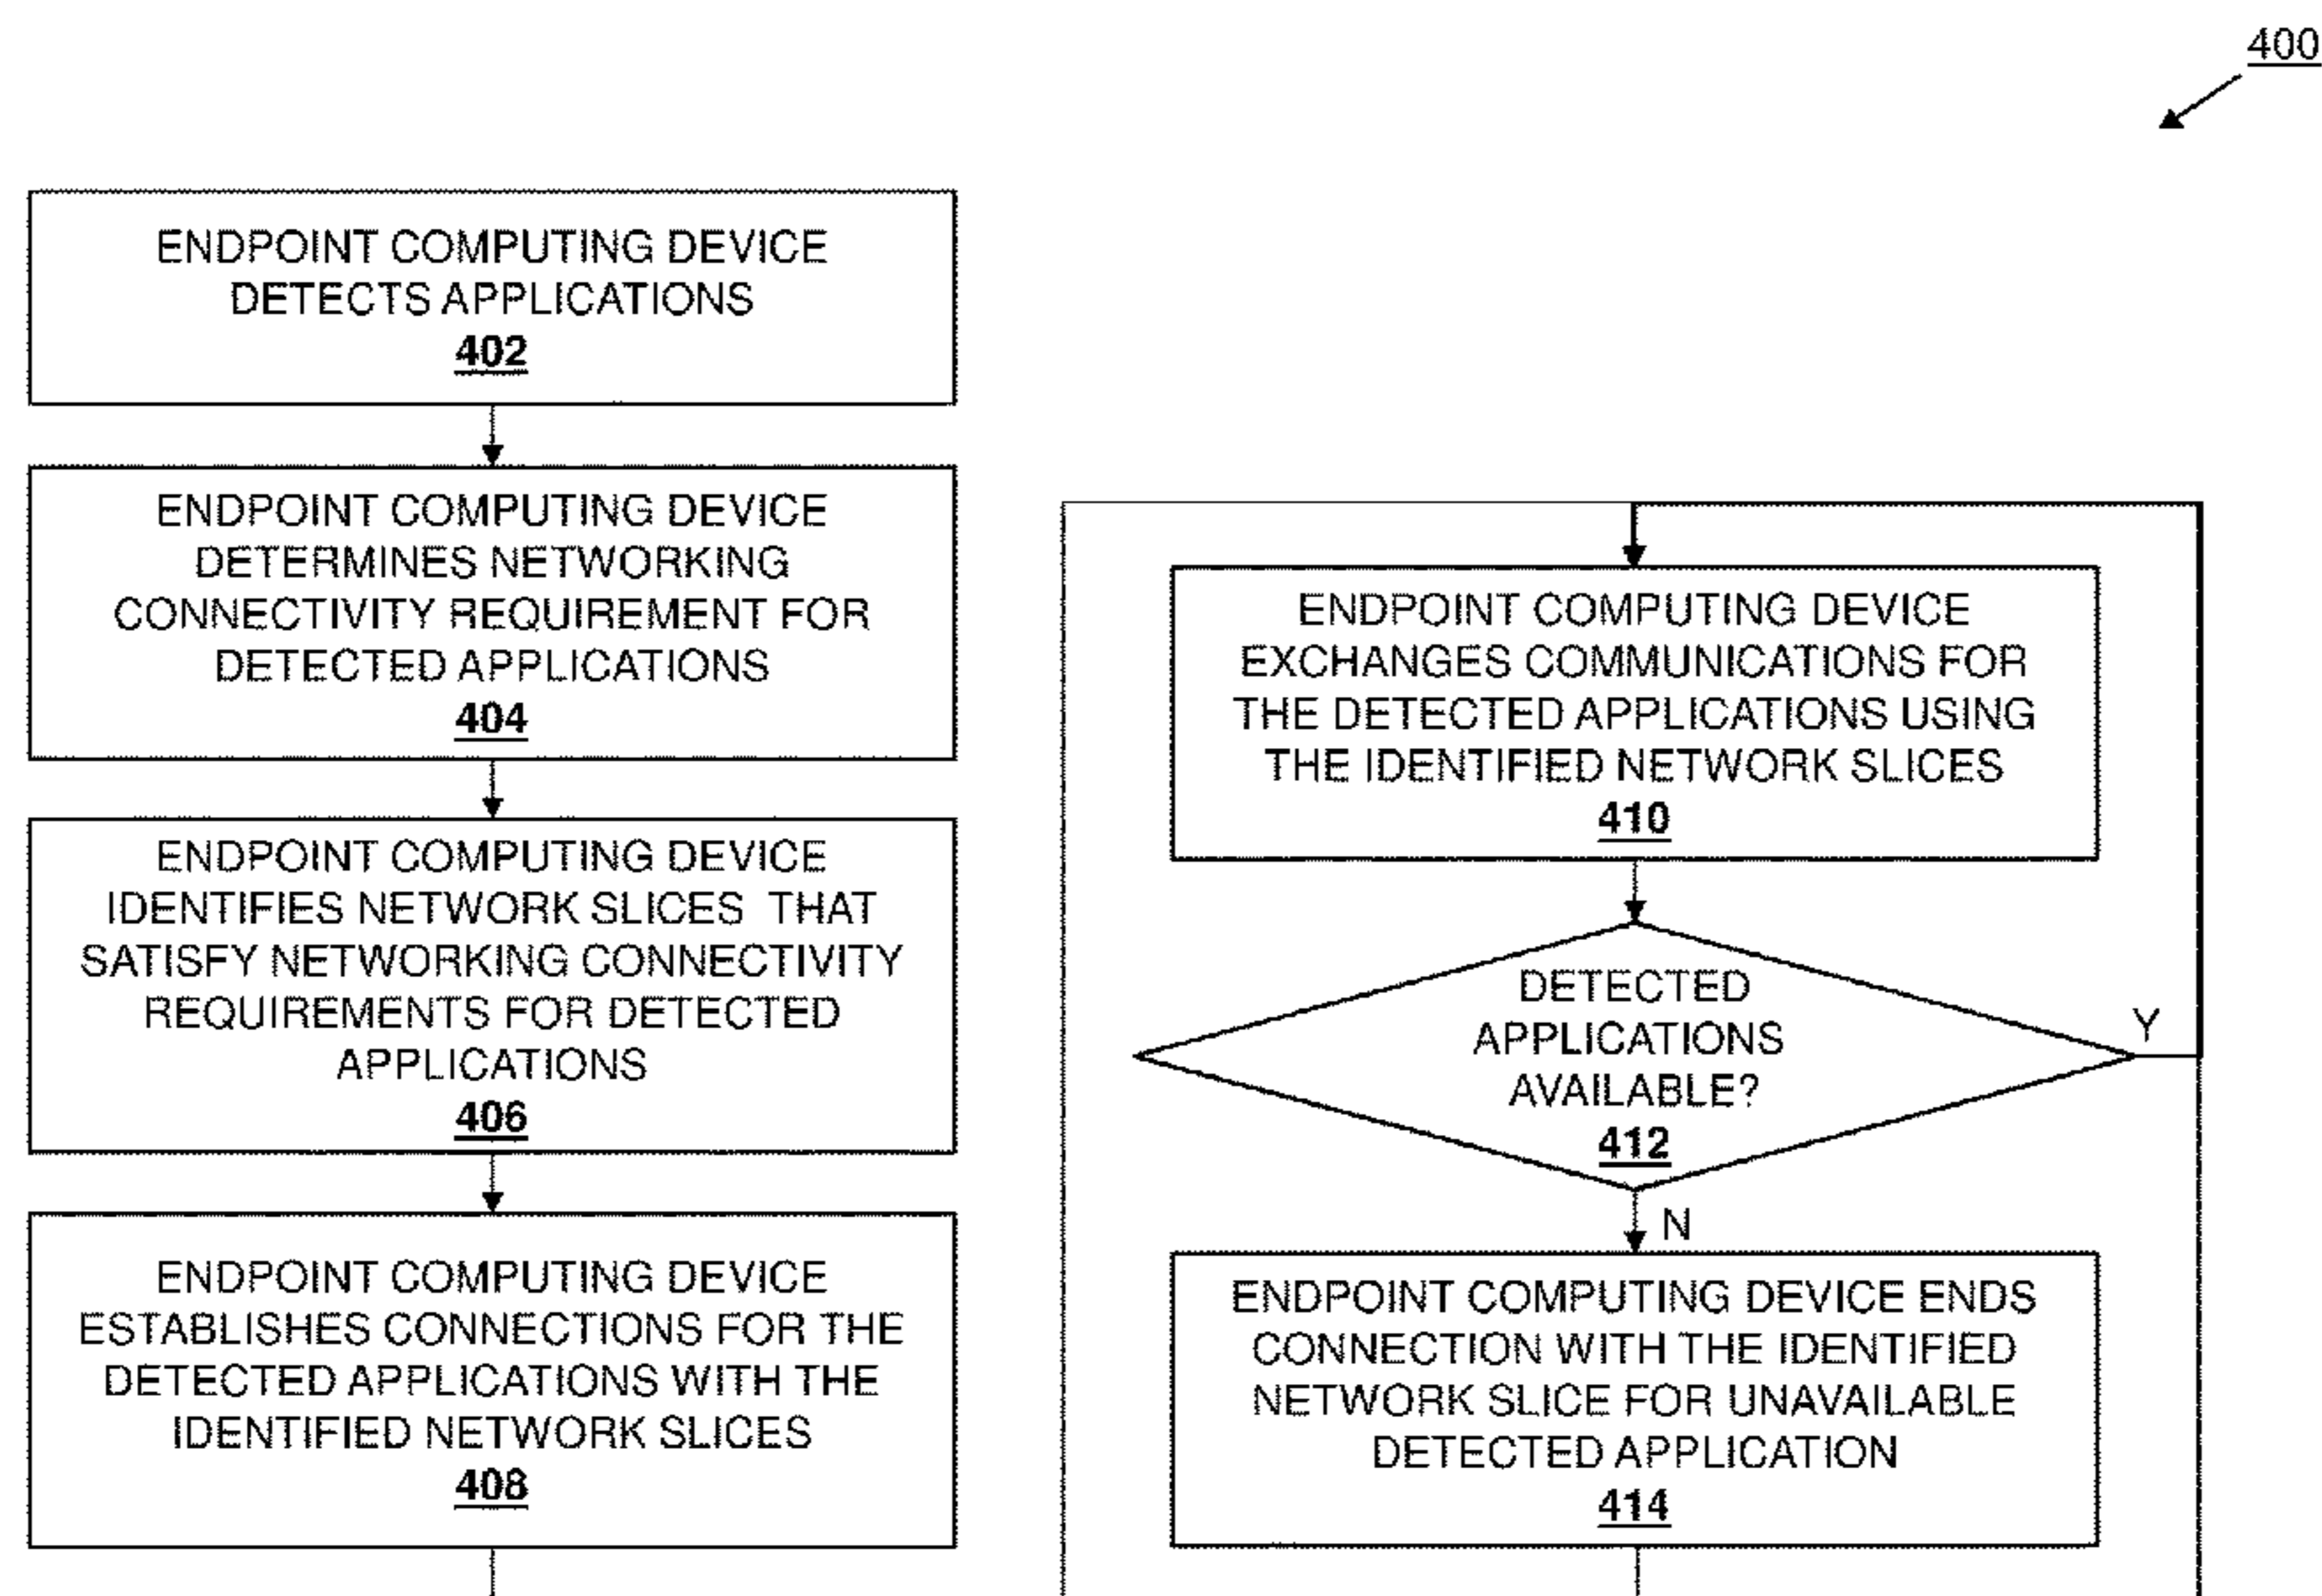 400
ENDPOINT COMPUTING DEVICE
DETECTS APPLICATIONS
402
ENDPOINT COMPUTING DEVICE
DETERMINES NETWORKING
CONNECTIVITY REQUIREMENT FOR
DETECTED APPLICATIONS
404
ENDPOINT COMPUTING DEVICE
IDENTIFIES NETWORK SLICES THAT
SATISFY NETWORKING CONNECTIVITY
REQUIREMENTS FOR DETECTED
APPLICATIONS
406
ENDPOINT COMPUTING DEVICE
ESTABLISHES CONNECTIONS FOR THE
DETECTED APPLICATIONS WITH THE
IDENTIFIED NETWORK SLICES
408
ENDPOINT COMPUTING DEVICE
EXCHANGES COMMUNICATIONS FOR
THE DETECTED APPLICATIONS USING
THE IDENTIFIED NETWORK SLICES
410
DETECTED
APPLICATIONS
AVAILABLE?
412
Y
N
ENDPOINT COMPUTING DEVICE ENDS
CONNECTION WITH THE IDENTIFIED
NETWORK SLICE FOR UNAVAILABLE
DETECTED APPLICATION
414